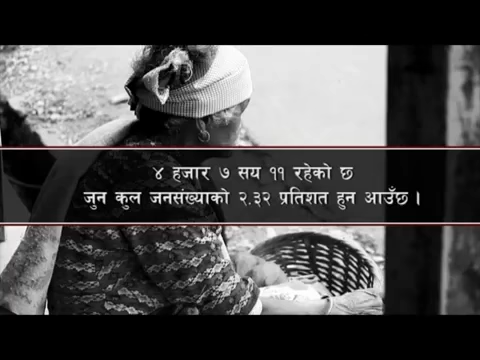 ४ हजार ७ सय ११ रहेको छ
जुन कुल जनसंख्याको २.३२ प्रतिशत हुन आउँछ ।